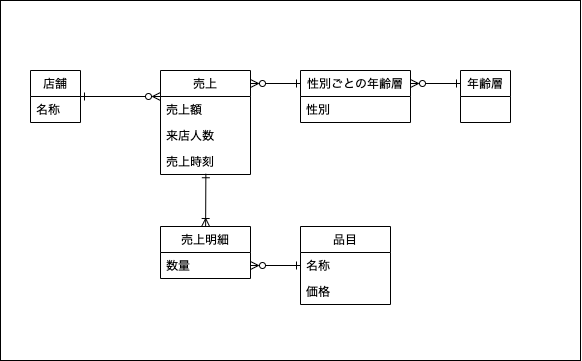 店舗
名称
売上
売上額
来店人数
売上時刻
性別ごとの年齢層
性別
年齢層
売上明細
数量
品目
名称
価格